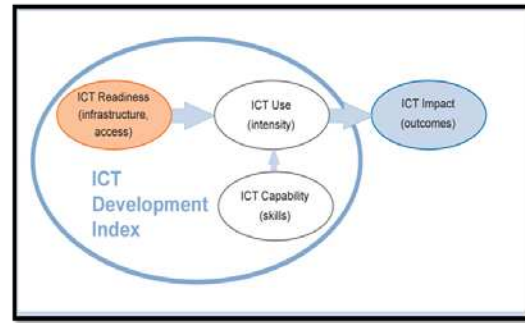 ICT Readiness
(infrastructure,
access)
ICT Use
(intensity)
ICT Impact
(outcomes)
ICT Capability
(skills)
ICT
Development
Index